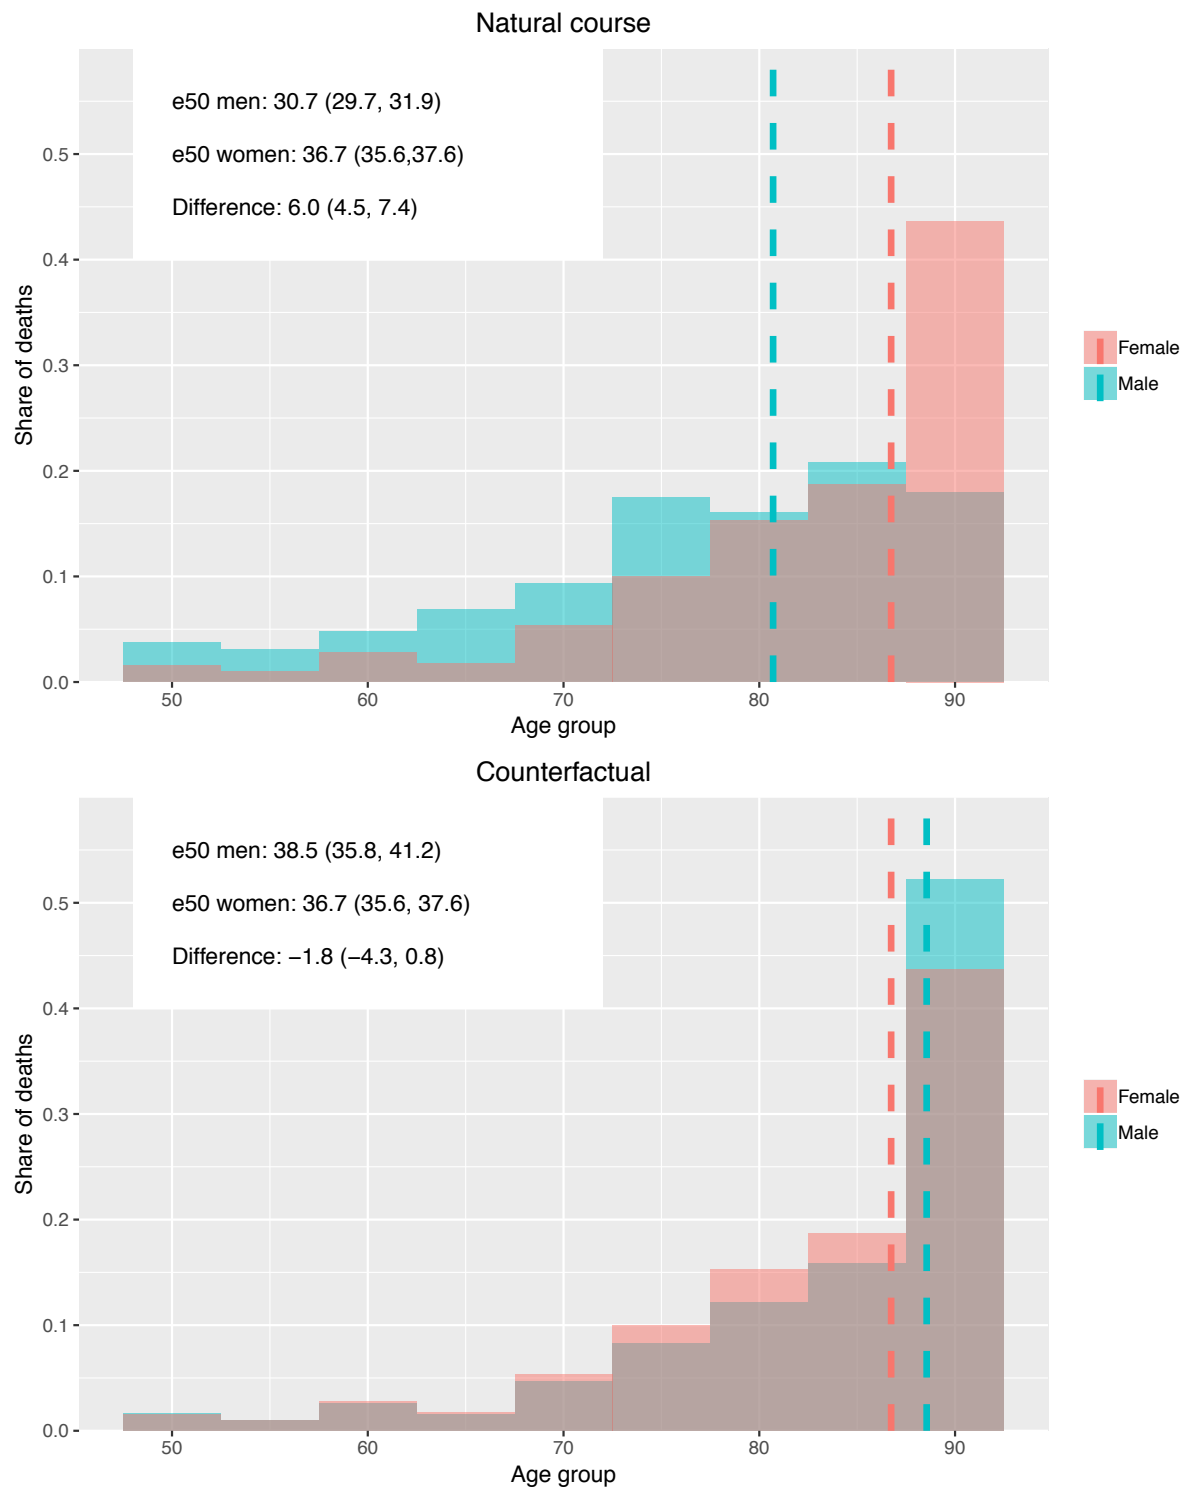 Natural course
e50 men: 30.7 (29.7, 31.9)
e50 women: 36.7 (35.6,37.6)
Difference: 6.0 (4.5, 7.4)
Share of deaths
0.5
0.4
0.3
0.2
0.1
0.0
50 60 70 80 90
Age group
Female
Male
Counterfactual
e50 men: 38.5 (35.8, 41.2)
e50 women: 36.7 (35.6, 37.6)
Difference: −1.8 (−4.3, 0.8)
Share of deaths
0.5
0.4
0.3
0.2
0.1
0.0
50 60 70 80 90
Age group
Female
Male